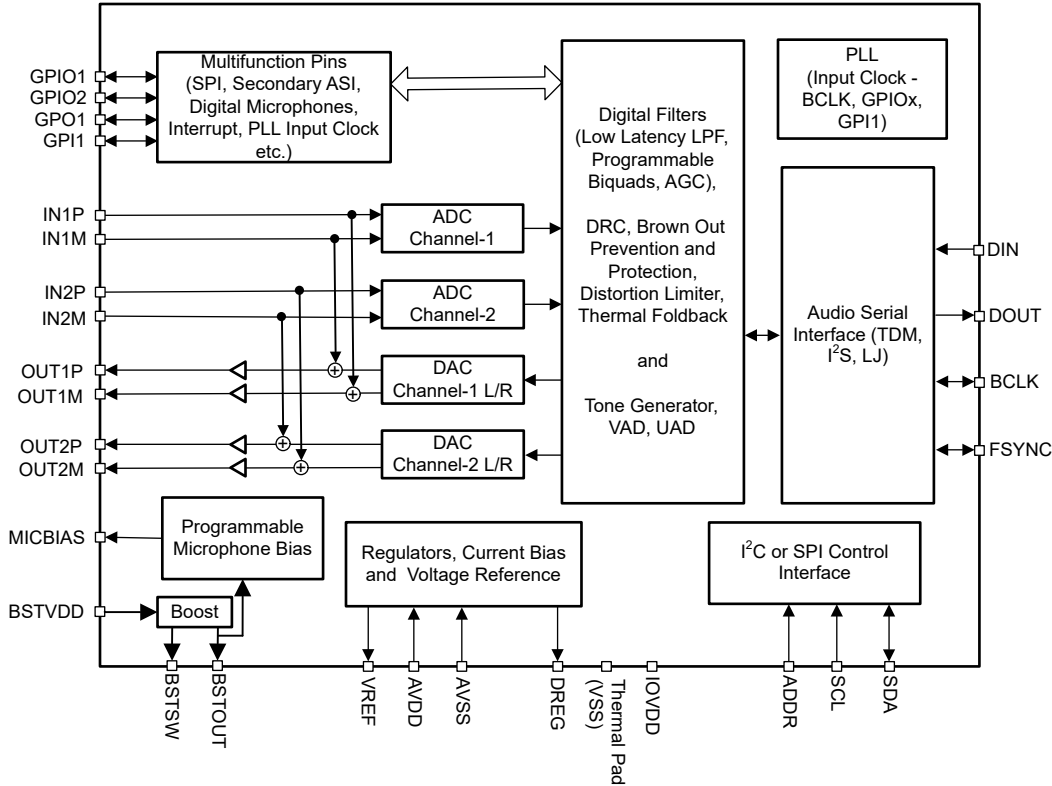 GPIO1
GPIO2
GPO1
GPI1
Multifunction Pins
(SPI, Secondary ASI,
Digital Microphones,
Interrupt, PLL Input Clock
etc.)
IN1P
IN1M
IN2P
IN2M
OUT1P
OUT1M
OUT2P
OUT2M
MICBIAS
BSTVDD
ADC
Channel-1
ADC
Channel-2
DAC
Channel-1 L/R
DAC
Channel-2 L/R
Digital Filters
(Low Latency LPF,
Programmable
Biquads, AGC),
DRC, Brown Out
Prevention and
Protection,
Distortion Limiter,
Thermal Foldback
and
Tone Generator,
VAD, UAD
PLL
(Input Clock -
BCLK, GPIOx,
GPI1)
Audio Serial
Interface (TDM,
I²S, LJ)
DIN
DOUT
BCLK
FSYNC
Programmable
Microphone Bias
Boost
Regulators, Current Bias
and Voltage Reference
I²C or SPI Control
Interface
BSTSW
BSTOUT
VREF
AVDD
AVSS
DREG
Thermal Pad
(VSS)
IOVDD
ADDR
SCL
SDA